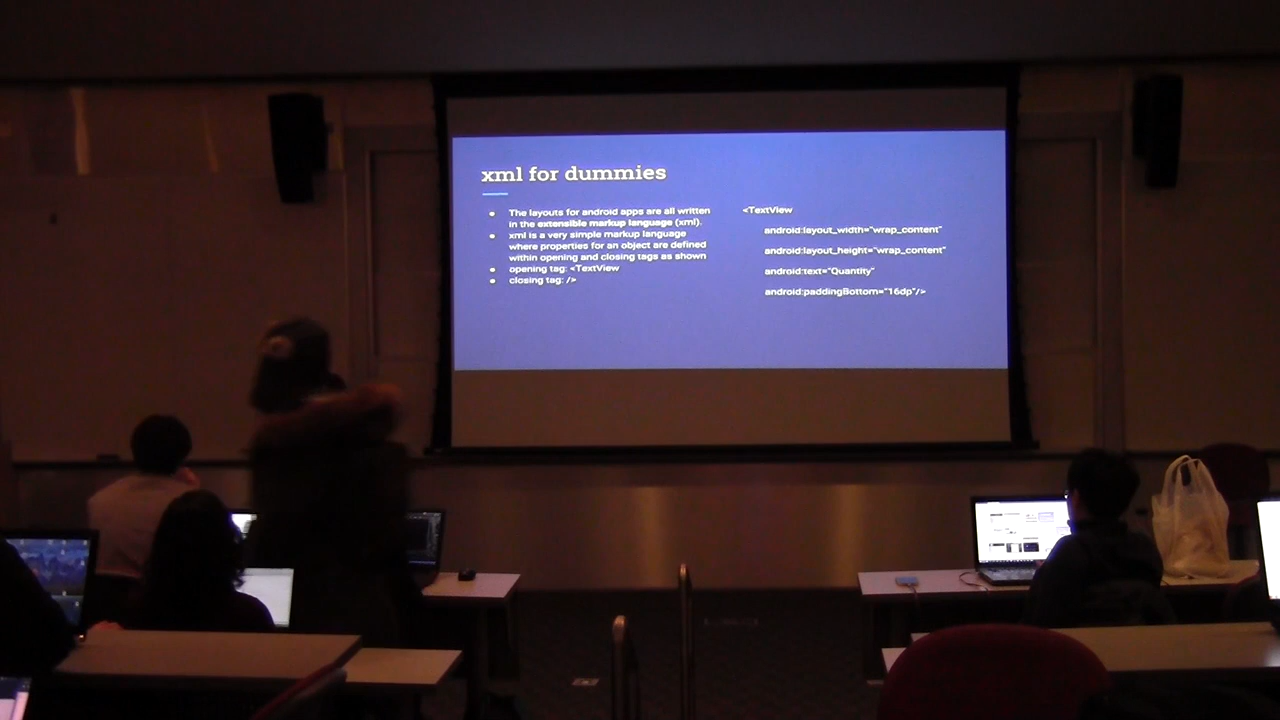 xml for dummies
● The layouts for android apps are all written
in the extensible markup language (xml).
● xml is a very simple markup language
where properties for an object are defined
within opening and closing tags as shown
● opening tag: <TextView
● closing tag: />
<TextView
android:layout_width="wrap_content"
android:layout_height="wrap_content"
android:text="Quantity"
android:paddingBottom="16dp"/>